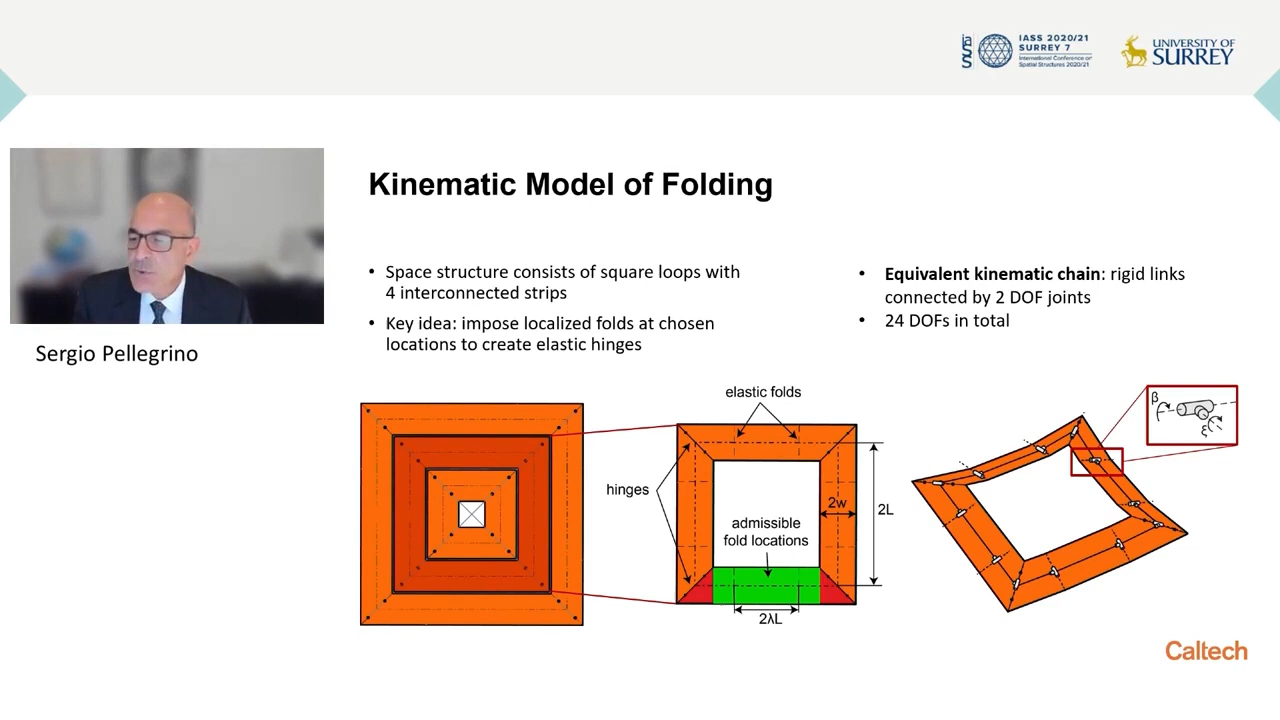 IASS
IASS 2020/21
SURREY 7
International Conference on
Spatial Structures 2020/21
UNIVERSITY OF
SURREY
Kinematic Model of Folding
• Space structure consists of square loops with
4 interconnected strips
• Key idea: impose localized folds at chosen
locations to create elastic hinges
• Equivalent kinematic chain: rigid links
connected by 2 DOF joints
• 24 DOFs in total
Sergio Pellegrino
elastic folds
hinges
admissible
fold locations
2w
2L
2λL
β
ξ
Caltech